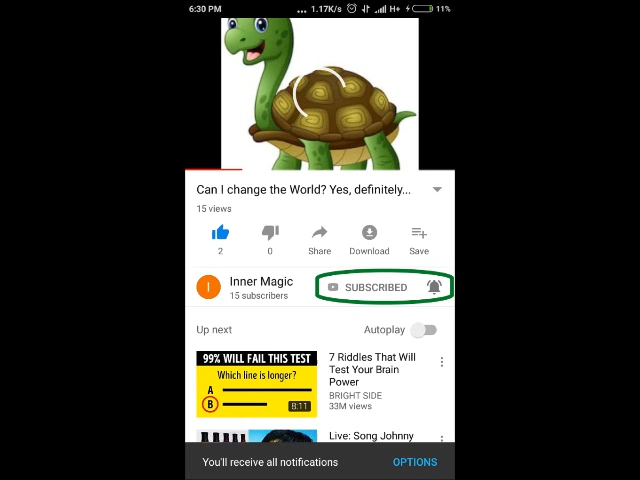 6:30 PM
... 1.17K/s H+ 11%
Can I change the World? Yes, definitely...
15 views
2
0
Share
Download
Save
I
Inner Magic
15 subscribers
SUBSCRIBED
Up next
Autoplay
99% WILL FAIL THIS TEST
Which line is longer?
A
B
8:11
7 Riddles That Will
Test Your Brain
Power
BRIGHT SIDE
33M views
Live: Song Johnny
You'll receive all notifications
OPTIONS